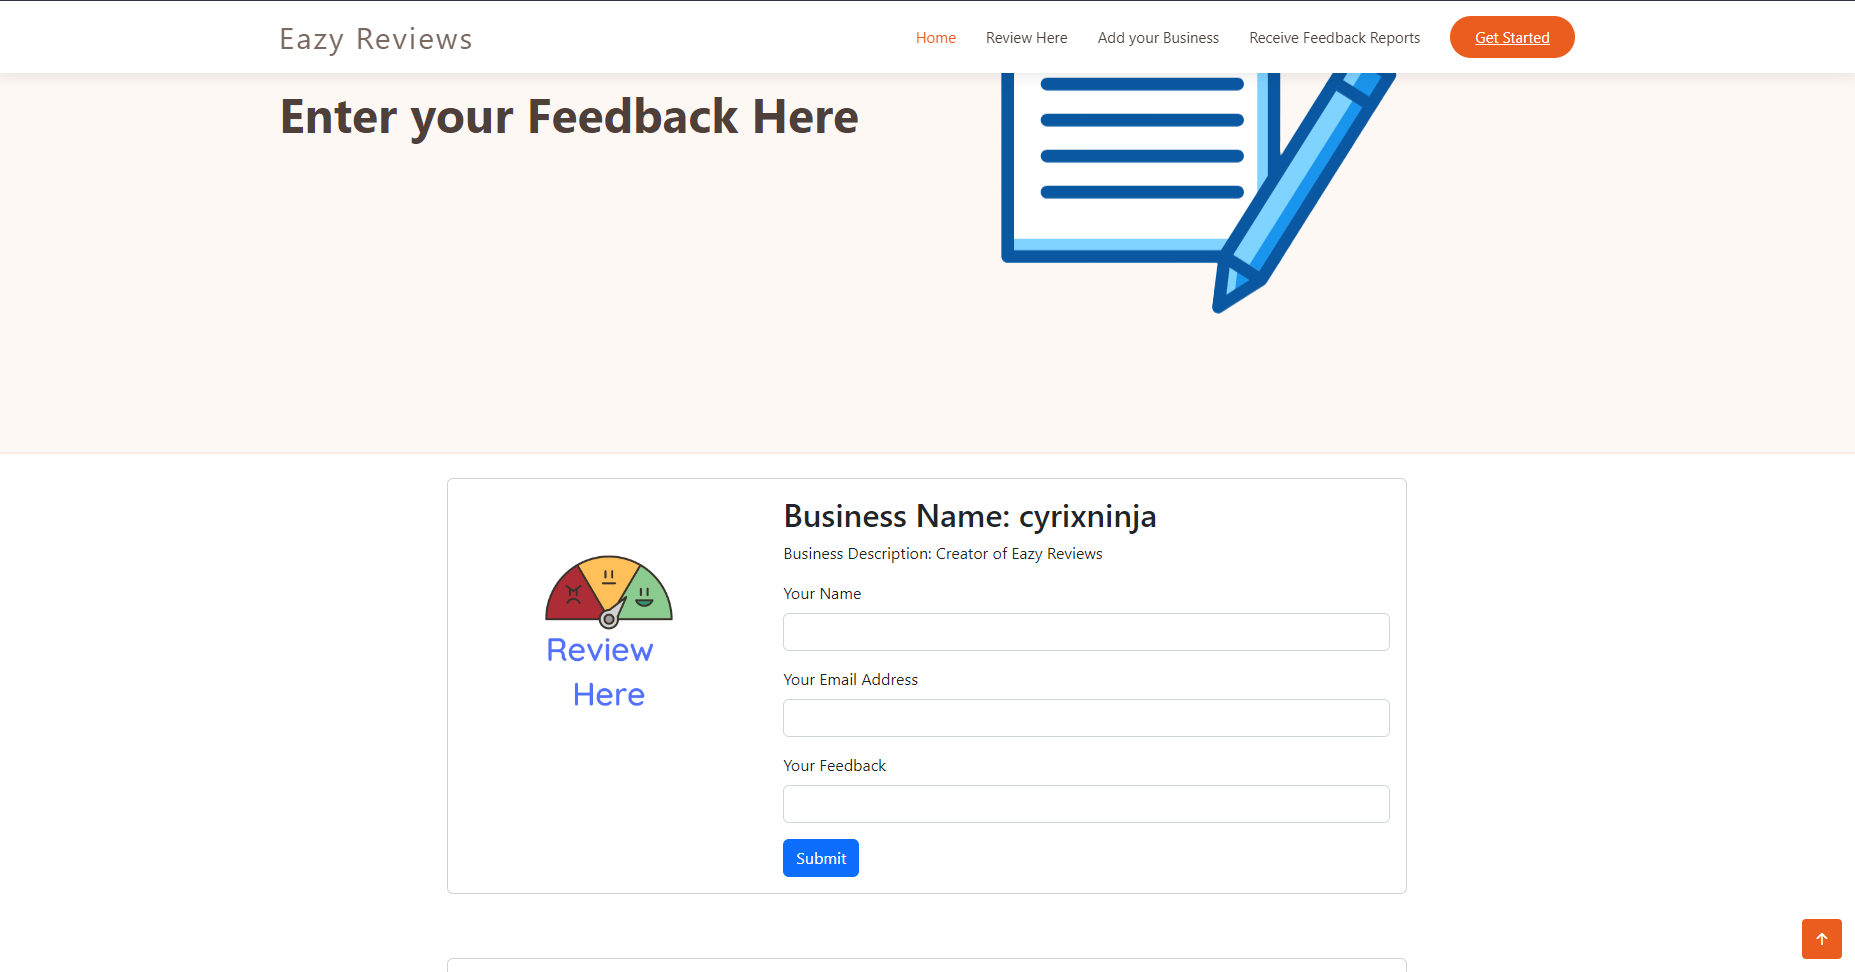 Eazy Reviews
Home
Review Here
Add your Business
Receive Feedback Reports
Get Started
Enter your Feedback Here
Review
Here
Business Name: cyrixninja
Business Description: Creator of Eazy Reviews
Your Name
Your Email Address
Your Feedback
Submit